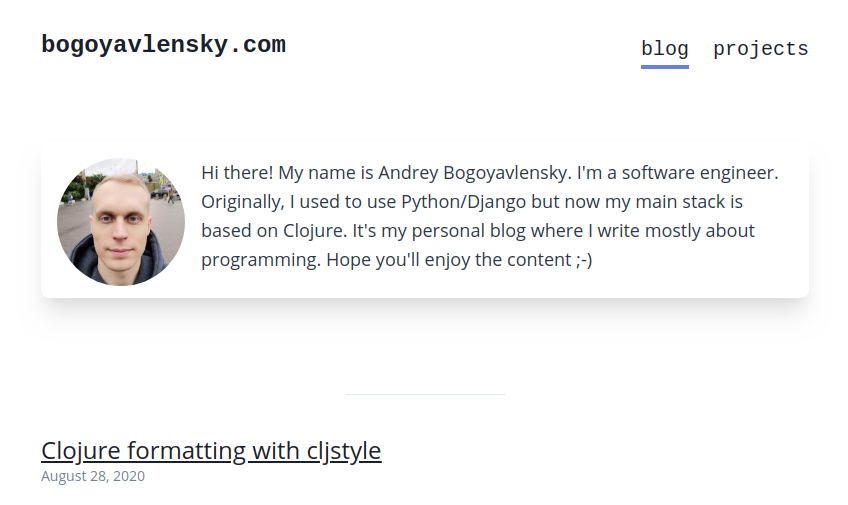 bogoyavlensky.com
blog projects
Hi there! My name is Andrey Bogoyavlensky. I'm a software engineer.
Originally, I used to use Python/Django but now my main stack is
based on Clojure. It's my personal blog where I write mostly about
programming. Hope you'll enjoy the content ;-)
Clojure formatting with cljstyle
August 28, 2020